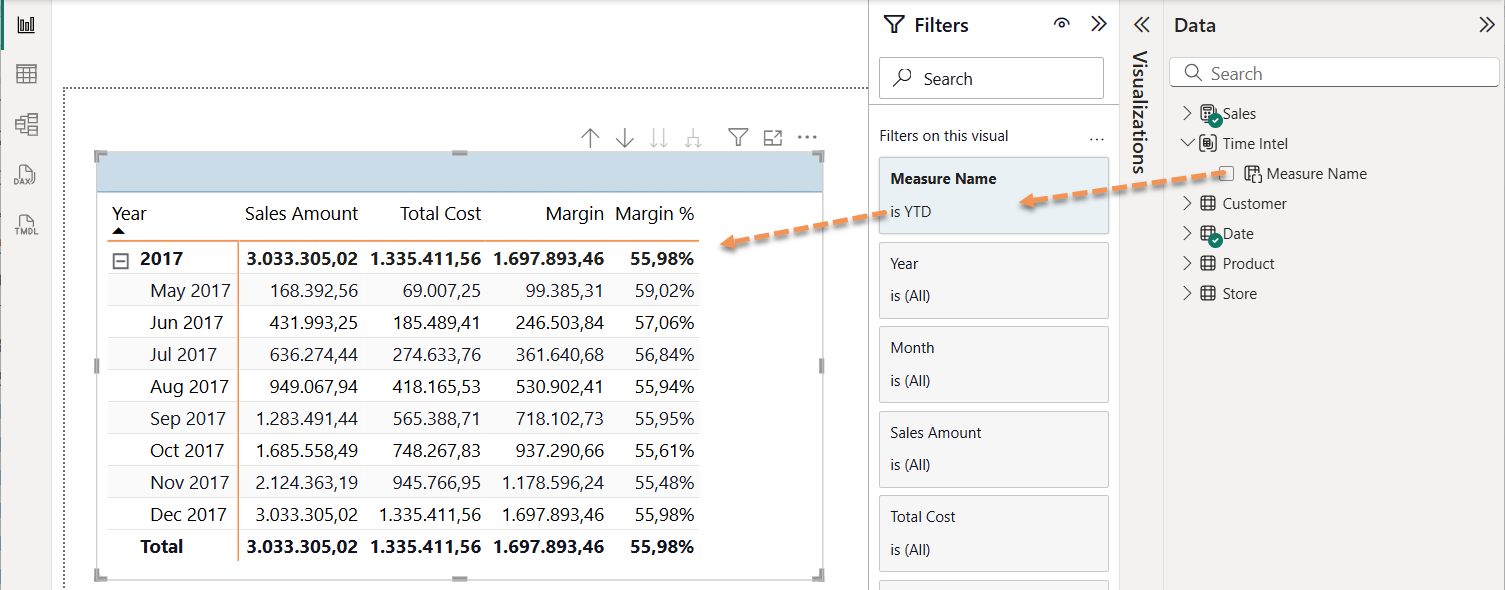 DAX
TMDL
Year Sales Amount Total Cost Margin Margin %
2017 3.033.305,02 1.335.411,56 1.697.893,46 55,98%
May 2017 168.392,56 69.007,25 99.385,31 59,02%
Jun 2017 431.993,25 185.489,41 246.503,84 57,06%
Jul 2017 636.274,44 274.633,76 361.640,68 56,84%
Aug 2017 949.067,94 418.165,53 530.902,41 55,94%
Sep 2017 1.283.491,44 565.388,71 718.102,73 55,95%
Oct 2017 1.685.558,49 748.267,83 937.290,66 55,61%
Nov 2017 2.124.363,19 945.766,95 1.178.596,24 55,48%
Dec 2017 3.033.305,02 1.335.411,56 1.697.893,46 55,98%
Total 3.033.305,02 1.335.411,56 1.697.893,46 55,98%
Filters
Search
Filters on this visual
Measure Name
is YTD
Year
is (All)
Month
is (All)
Sales Amount
is (All)
Total Cost
is (All)
Visualizations
Data
Search
Sales
Time Intel
Measure Name
Customer
Date
Product
Store